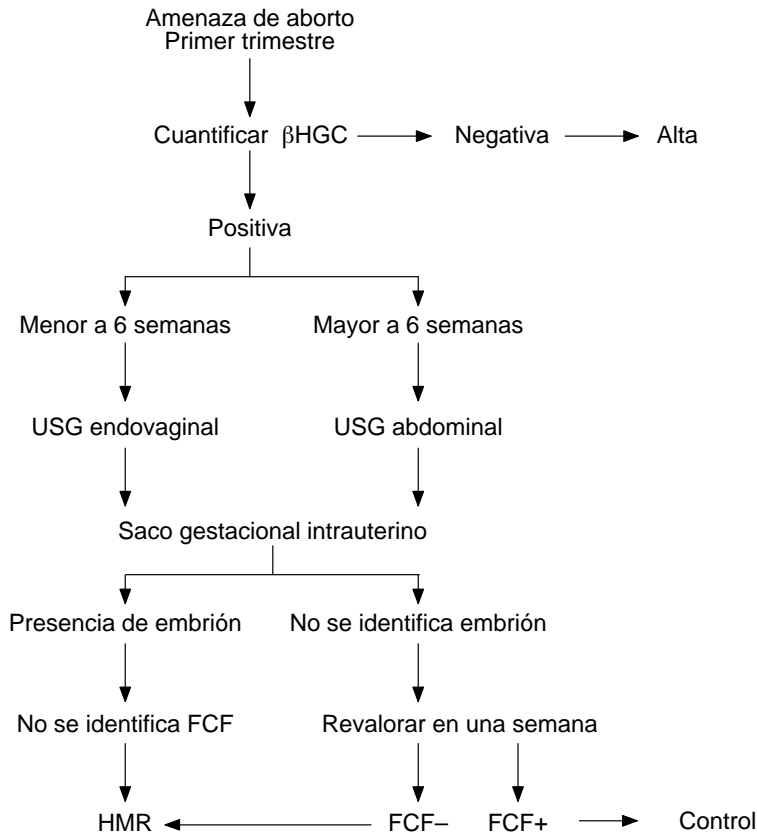 Amenaza de aborto
Primer trimestre
Cuantificar βHGC
Negativa
Alta
Positiva
Menor a 6 semanas
Mayor a 6 semanas
USG endovaginal
USG abdominal
Saco gestacional intrauterino
Presencia de embrión
No se identifica embrión
No se identifica FCF
Revalorar en una semana
HMR
FCF–
FCF+
Control